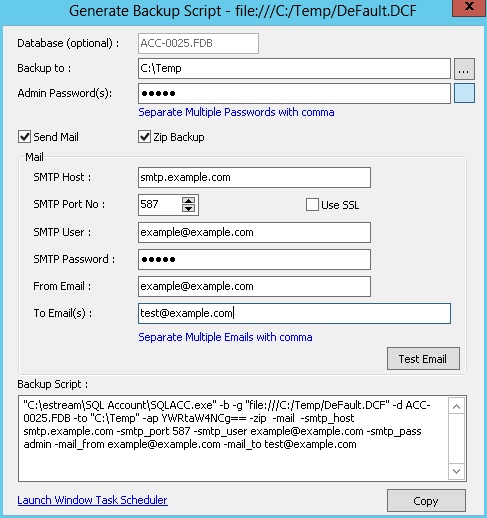 Generate Backup Script - file:///C:/Temp/DeFault.DCF
x
Database (optional) : ACC-0025.FDB
Backup to : C:\Temp ...
Admin Password(s): •••••
Separate Multiple Passwords with comma
Send Mail Zip Backup
Mail
SMTP Host : smtp.example.com
SMTP Port No : 587 Use SSL
SMTP User : example@example.com
SMTP Password : •••••
From Email : example@example.com
To Email(s) : test@example.com
Separate Multiple Emails with comma
Test Email
Backup Script :
"C:\estream\SQL Account\SQLACC.exe" -b -g "file:///C:/Temp/DeFault.DCF" -d ACC-
0025.FDB -to "C:\Temp" -ap YWRtaW4NCg== -zip -mail -smtp_host
smtp.example.com -smtp_port 587 -smtp_user example@example.com -smtp_pass
admin -mail_from example@example.com -mail_to test@example.com
Launch Window Task Scheduler
Copy